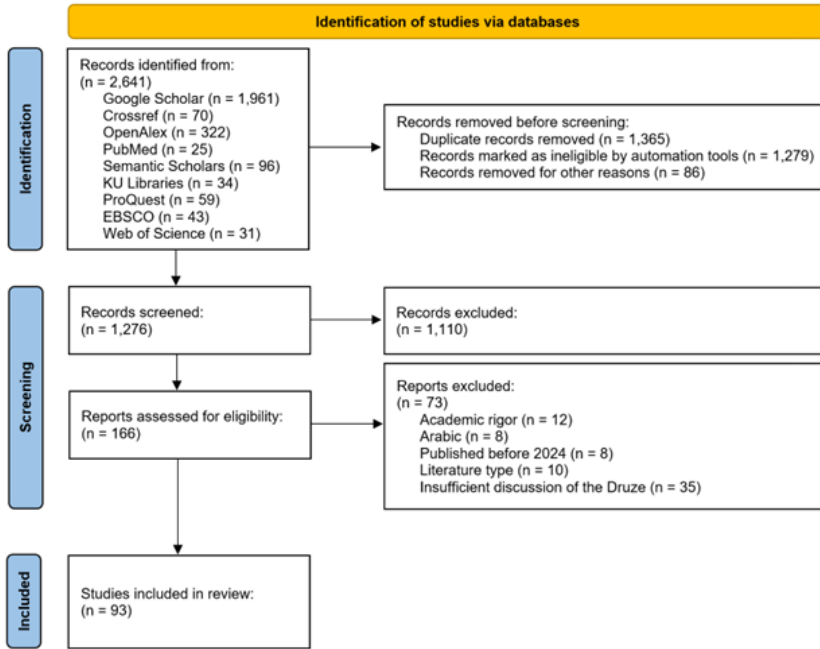 Identification of studies via databases
Identification
Records identified from:
(n = 2,641)
Google Scholar (n = 1,961)
Crossref (n = 70)
OpenAlex (n = 322)
PubMed (n = 25)
Semantic Scholars (n = 96)
KU Libraries (n = 34)
ProQuest (n = 59)
EBSCO (n = 43)
Web of Science (n = 31)
Records removed before screening:
Duplicate records removed (n = 1,365)
Records marked as ineligible by automation tools (n = 1,279)
Records removed for other reasons (n = 86)
Screening
Records screened:
(n = 1,276)
Records excluded:
(n = 1,110)
Reports assessed for eligibility:
(n = 166)
Reports excluded:
(n = 73)
Academic rigor (n = 12)
Arabic (n = 8)
Published before 2024 (n = 8)
Literature type (n = 10)
Insufficient discussion of the Druze (n = 35)
Included
Studies included in review:
(n = 93)